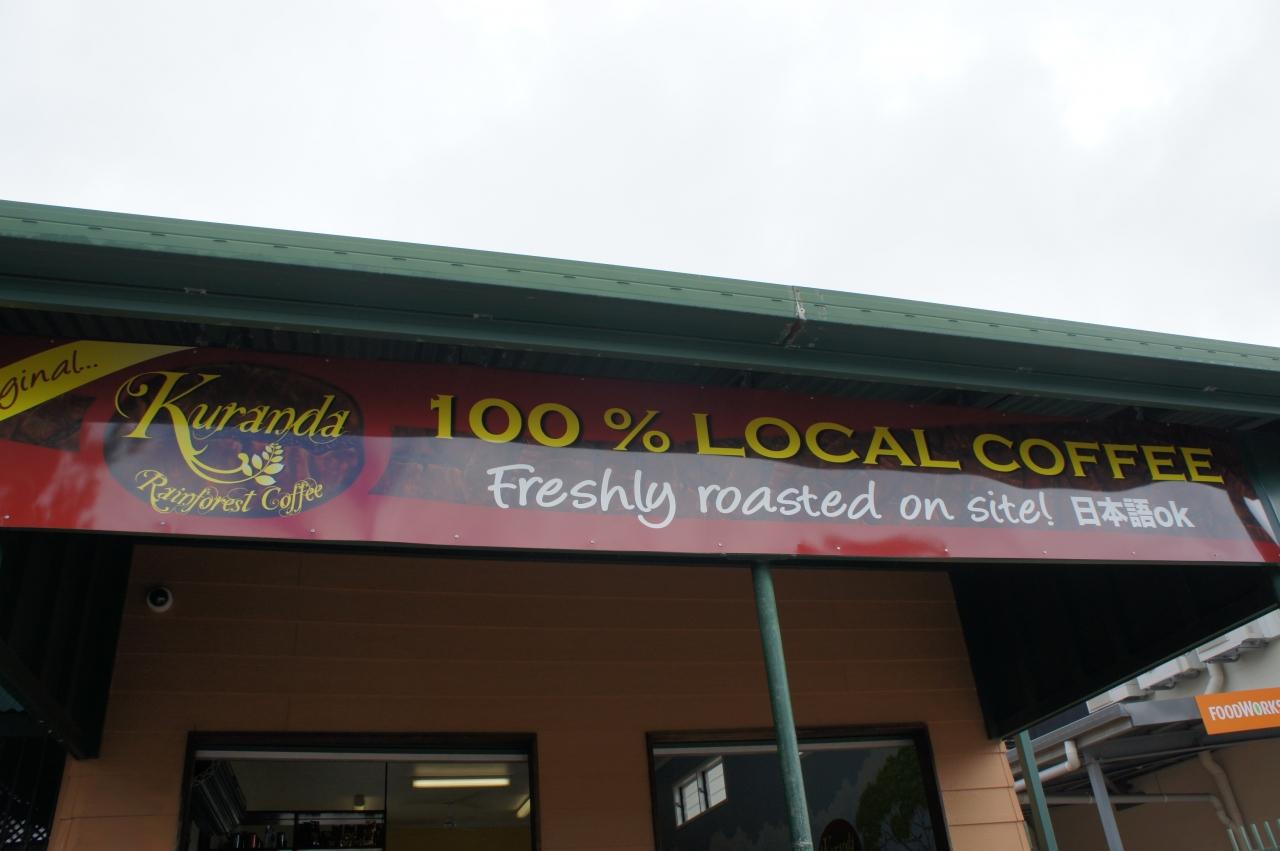 ginal...
Kuranda
Rainforest Coffee
100 % LOCAL COFFEE
Freshly roasted on site! 日本語ok
FOODWORKS